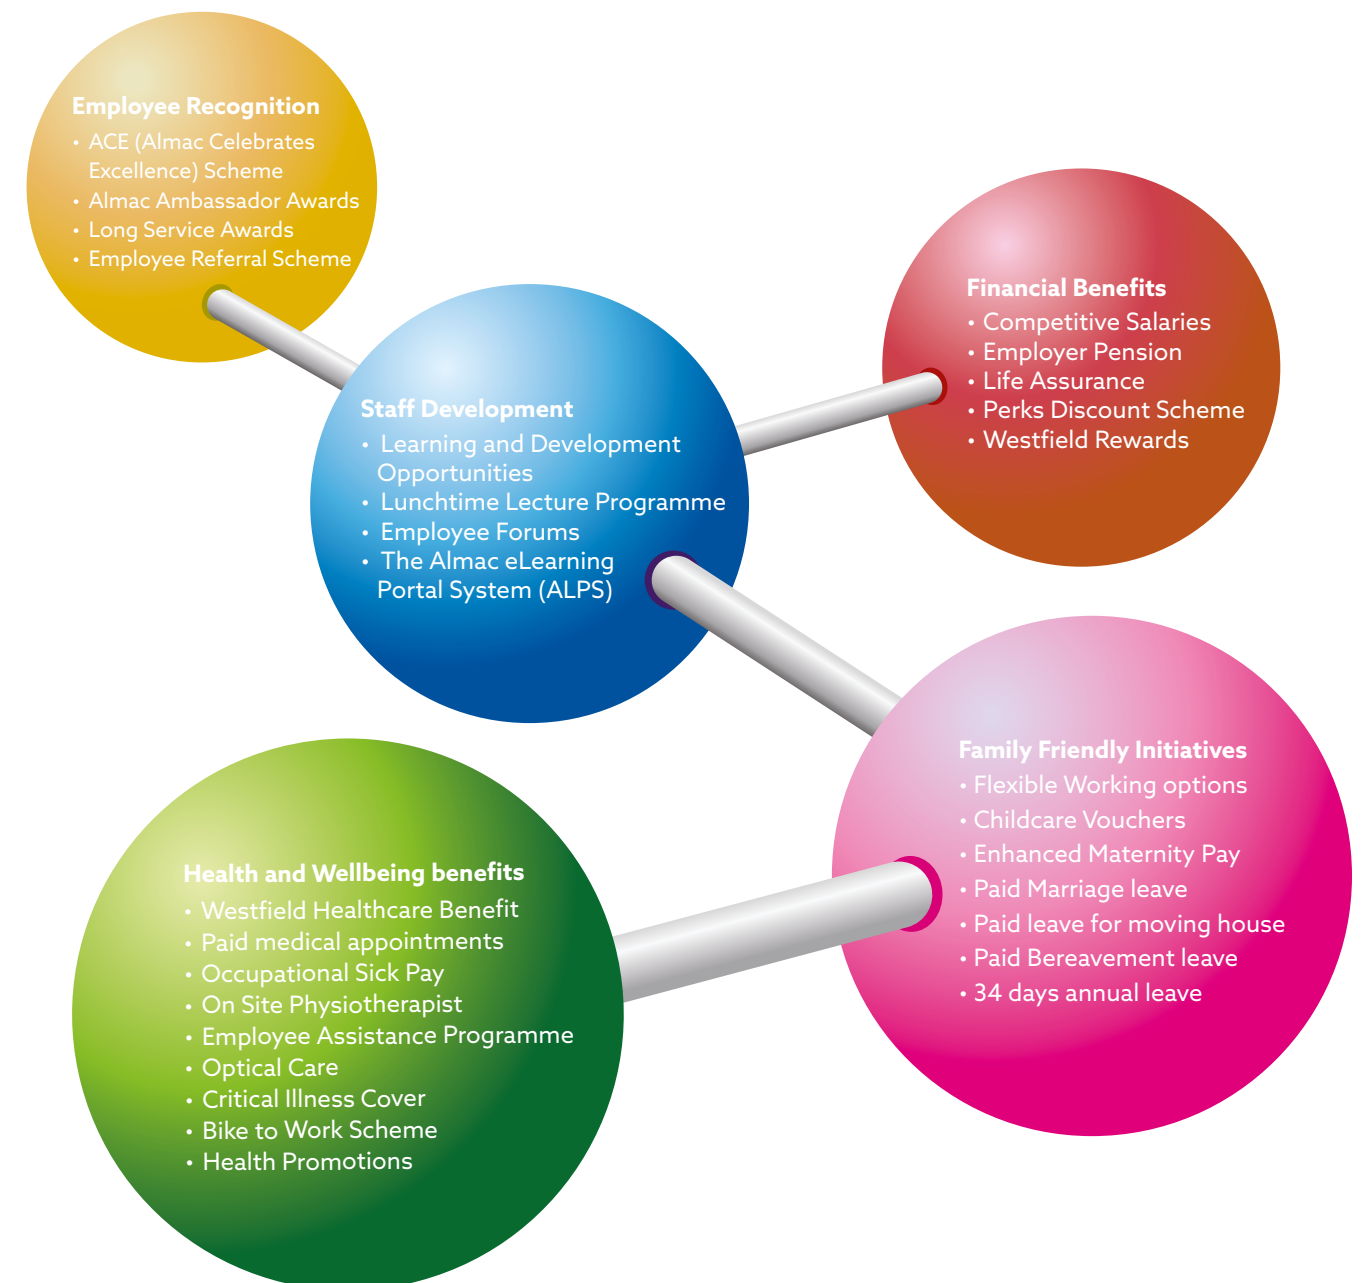 Employee Recognition
• ACE (Almac Celebrates
Excellence) Scheme
• Almac Ambassador Awards
• Long Service Awards
• Employee Referral Scheme
Financial Benefits
• Competitive Salaries
• Employer Pension
• Life Assurance
• Perks Discount Scheme
• Westfield Rewards
Staff Development
• Learning and Development
Opportunities
• Lunchtime Lecture Programme
• Employee Forums
• The Almac eLearning
Portal System (ALPS)
Family Friendly Initiatives
• Flexible Working options
• Childcare Vouchers
• Enhanced Maternity Pay
• Paid Marriage leave
• Paid leave for moving house
• Paid Bereavement leave
• 34 days annual leave
Health and Wellbeing benefits
• Westfield Healthcare Benefit
• Paid medical appointments
• Occupational Sick Pay
• On Site Physiotherapist
• Employee Assistance Programme
• Optical Care
• Critical Illness Cover
• Bike to Work Scheme
• Health Promotions